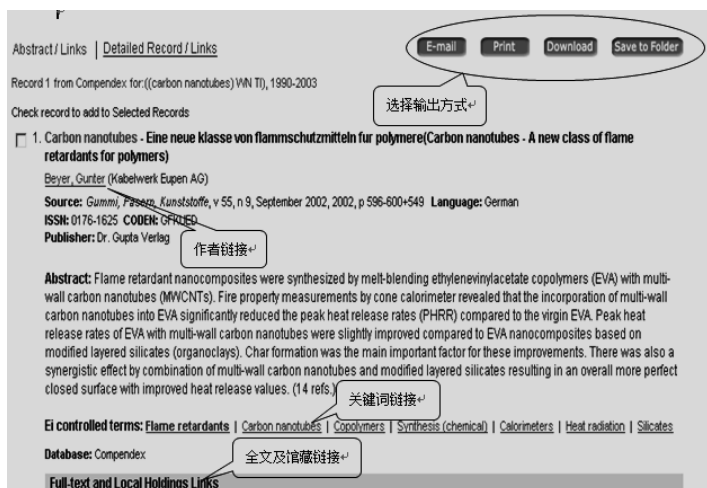 Abstract / Links | Detailed Record / Links
E-mail Print Download Save to Folder
Record 1 from Compendex for:((carbon nanotubes) WN TI), 1990-2003
选择输出方式
Check record to add to Selected Records
1. Carbon nanotubes - Eine neue klasse von flammschutzmitteln fur polymere(Carbon nanotubes - A new class of flame
retardants for polymers)
Beyer, Gunter (Kabelwerk Eupen AG)
Source: Gummi, Fasern, Kunststoffe, v 55, n 9, September 2002, 2002, p 596-600+549 Language: German
ISSN: 0176-1625 CODEN: GFKUED
Publisher: Dr. Gupta Verlag
作者链接
Abstract: Flame retardant nanocomposites were synthesized by melt-blending ethylenevinylacetate copolymers (EVA) with multi-
wall carbon nanotubes (MWCNTs). Fire property measurements by cone calorimeter revealed that the incorporation of multi-wall
carbon nanotubes into EVA significantly reduced the peak heat release rates (PHRR) compared to the virgin EVA. Peak heat
release rates of EVA with multi-wall carbon nanotubes were slightly improved compared to EVA nanocomposites based on
modified layered silicates (organoclays). Char formation was the main important factor for these improvements. There was also a
synergistic effect by combination of multi-wall carbon nanotubes and modified layered silicates resulting in an overall more perfect
closed surface with improved heat release values. (14 refs.)
关键词链接
Ei controlled terms: Flame retardants | Carbon nanotubes | Copolymers | Synthesis (chemical) | Calorimeters | Heat radiation | Silicates
Database: Compendex
全文及馆藏链接
Full-text and Local Holdings Links